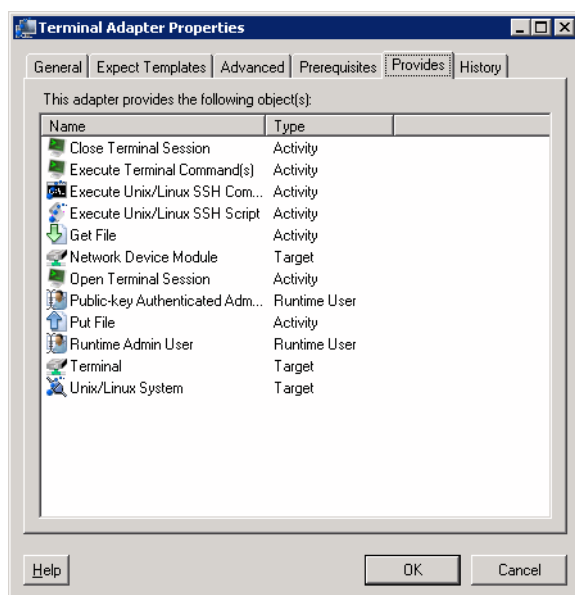 Terminal Adapter Properties
General Expect Templates Advanced Prerequisites Provides History
This adapter provides the following object(s):
Name Type
Close Terminal Session Activity
Execute Terminal Command(s) Activity
Execute Unix/Linux SSH Com... Activity
Execute Unix/Linux SSH Script Activity
Get File Activity
Network Device Module Target
Open Terminal Session Activity
Public-key Authenticated Adm... Runtime User
Put File Activity
Runtime Admin User Runtime User
Terminal Target
Unix/Linux System Target
Help OK Cancel